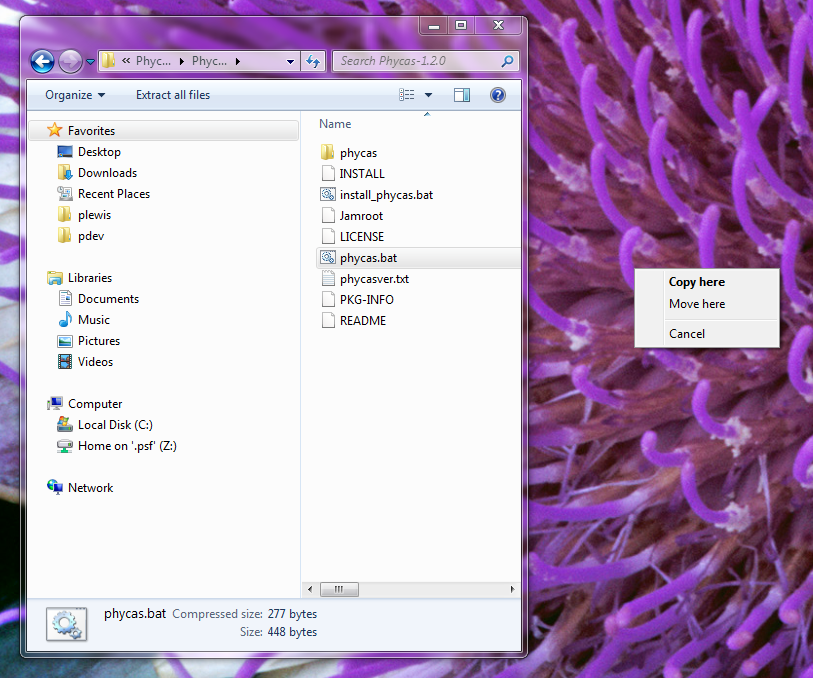 « Phyc... Phyc...
Search Phycas-1.2.0
Organize Extract all files
Favorites
Desktop
Downloads
Recent Places
plewis
pdev
Libraries
Documents
Music
Pictures
Videos
Computer
Local Disk (C:)
Home on '.psf' (Z:)
Network
Name
phycas
INSTALL
install_phycas.bat
Jamroot
LICENSE
phycas.bat
phycasver.txt
PKG-INFO
README
Copy here
Move here
Cancel
phycas.bat Compressed size: 277 bytes
Size: 448 bytes